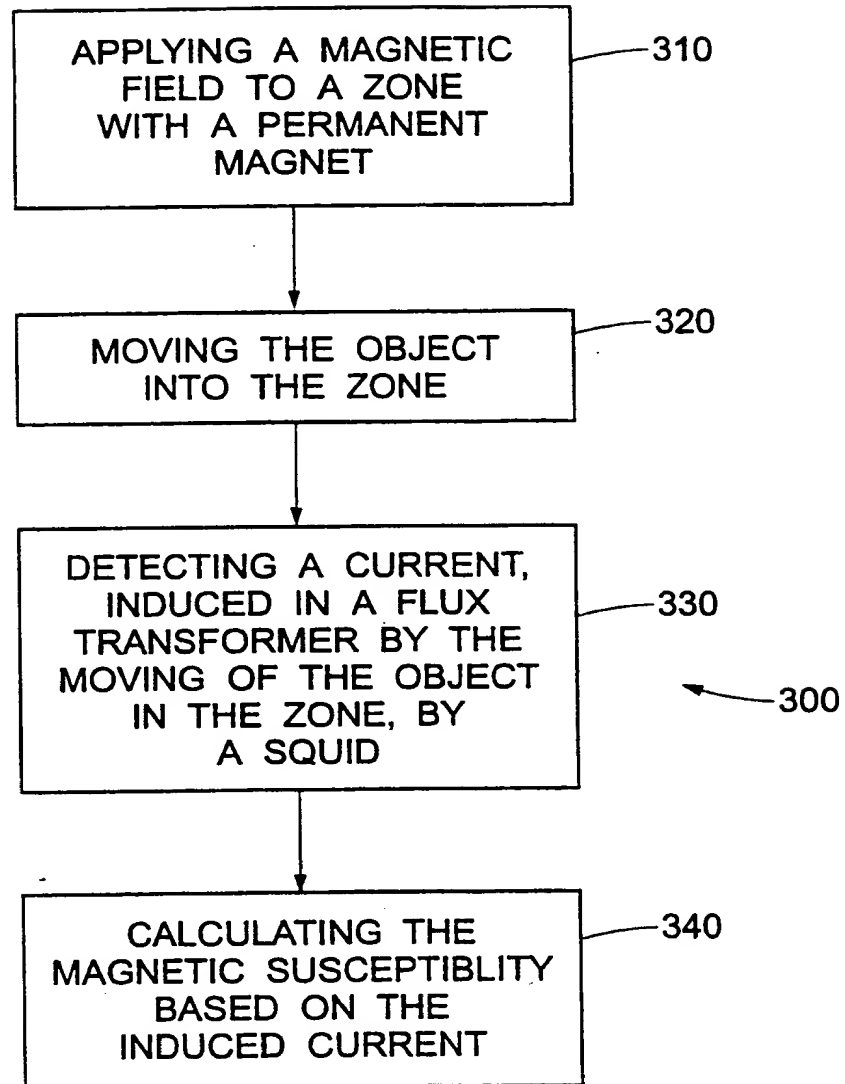 APPLYING A MAGNETIC
FIELD TO A ZONE
WITH A PERMANENT
MAGNET
310
MOVING THE OBJECT
INTO THE ZONE
320
DETECTING A CURRENT,
INDUCED IN A FLUX
TRANSFORMER BY THE
MOVING OF THE OBJECT
IN THE ZONE, BY
A SQUID
330
300
CALCULATING THE
MAGNETIC SUSCEPTIBLITY
BASED ON THE
INDUCED CURRENT
340